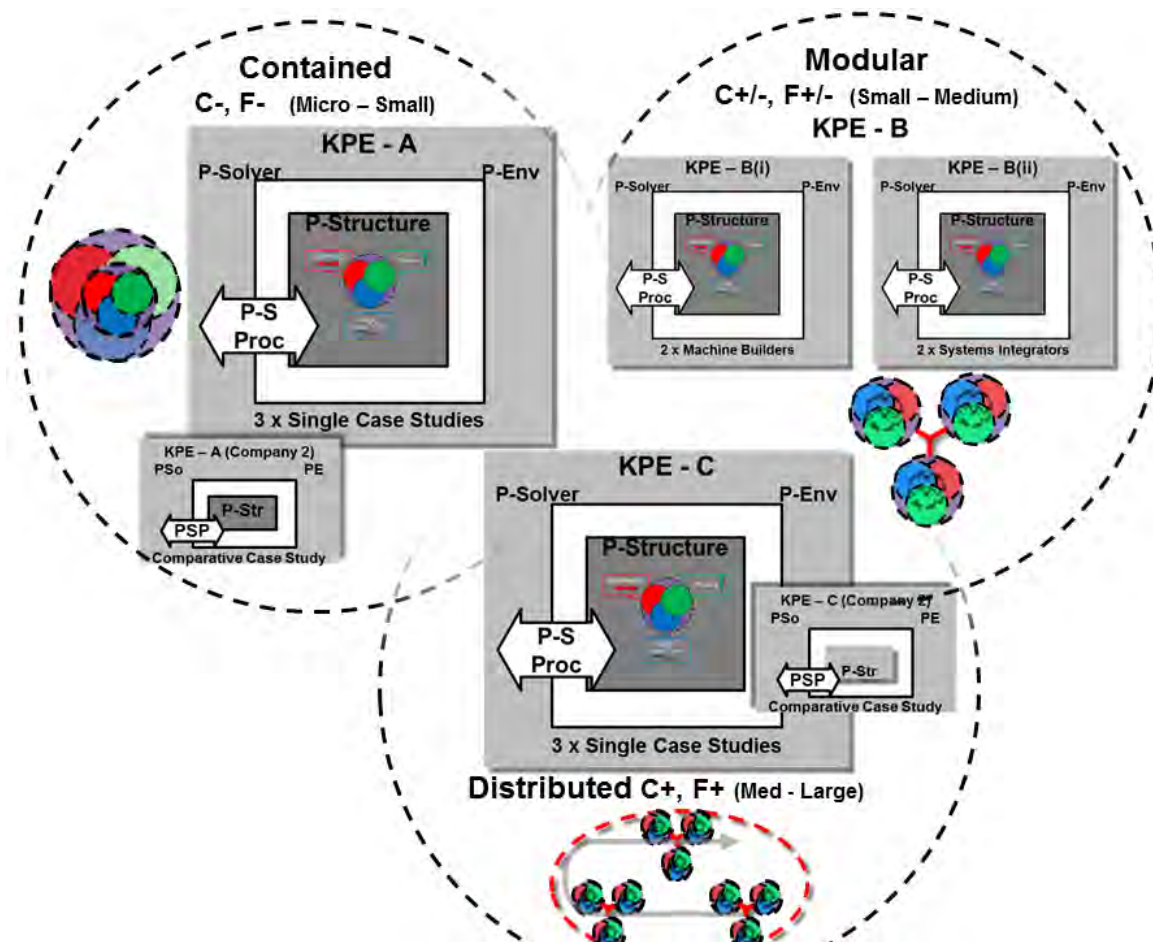 Contained
C-, F- (Micro – Small)
KPE - A
P-Solver
P-Env
P-Structure
P-S
Proc
3 x Single Case Studies
KPE – A (Company 2)
PSo
PE
P-Str
PSP
Comparative Case Study
Modular
C+/-, F+/- (Small – Medium)
KPE - B
KPE – B(i)
P-Solver
P-Env
P-Structure
P-S
Proc
2 x Machine Builders
KPE – B(ii)
P-Solver
P-Env
P-Structure
P-S
Proc
2 x Systems Integrators
KPE - C
P-Solver
P-Env
P-Structure
P-S
Proc
3 x Single Case Studies
KPE – C (Company 2)
PSo
PE
P-Str
PSP
Comparative Case Study
Distributed C+, F+ (Med - Large)